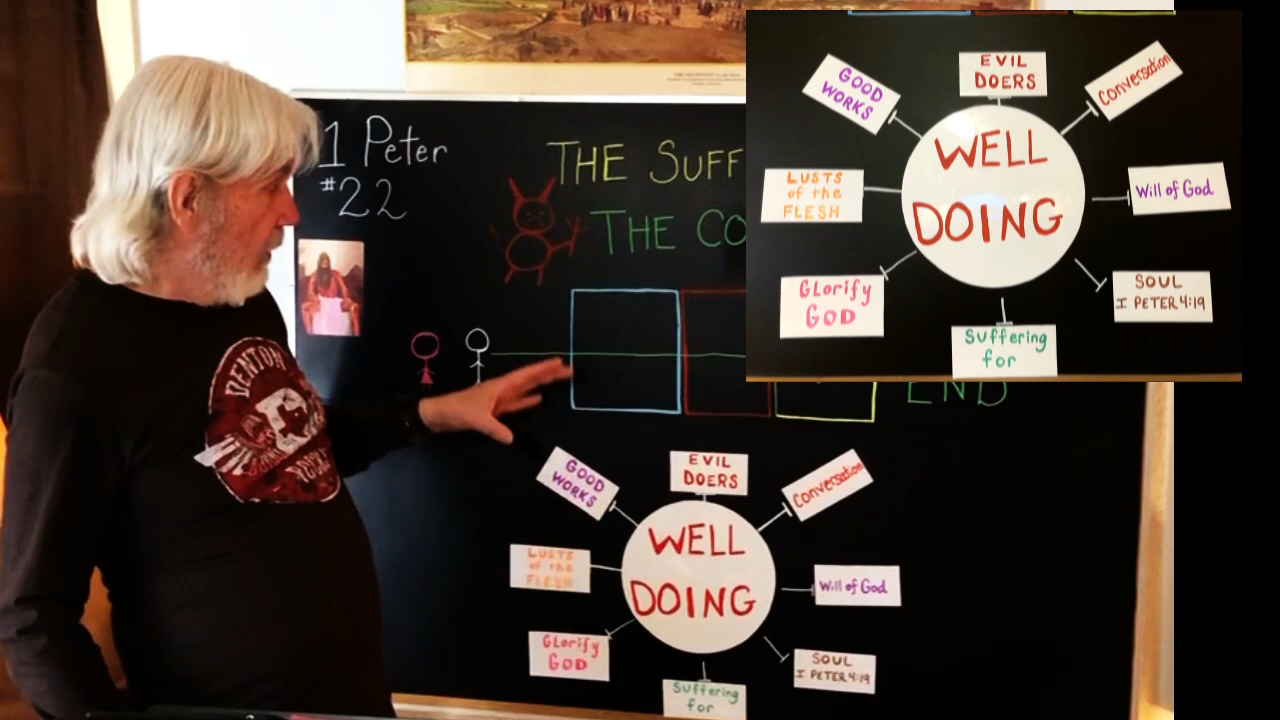 1 Peter
#22
THE SUFF
THE CO
END
DENTON
GOOD
WORKS
EVIL
DOERS
Conversation
LUSTS
of the
FLESH
WELL
DOING
Will of God
GLorify
GOD
SOUL
I PETER 4:19
Suffering
for
GOOD
WORKS
EVIL
DOERS
Conversation
LUSTS
of the
FLESH
WELL
DOING
Will of God
GLorify
GOD
SOUL
I PETER 4:19
Suffering
for